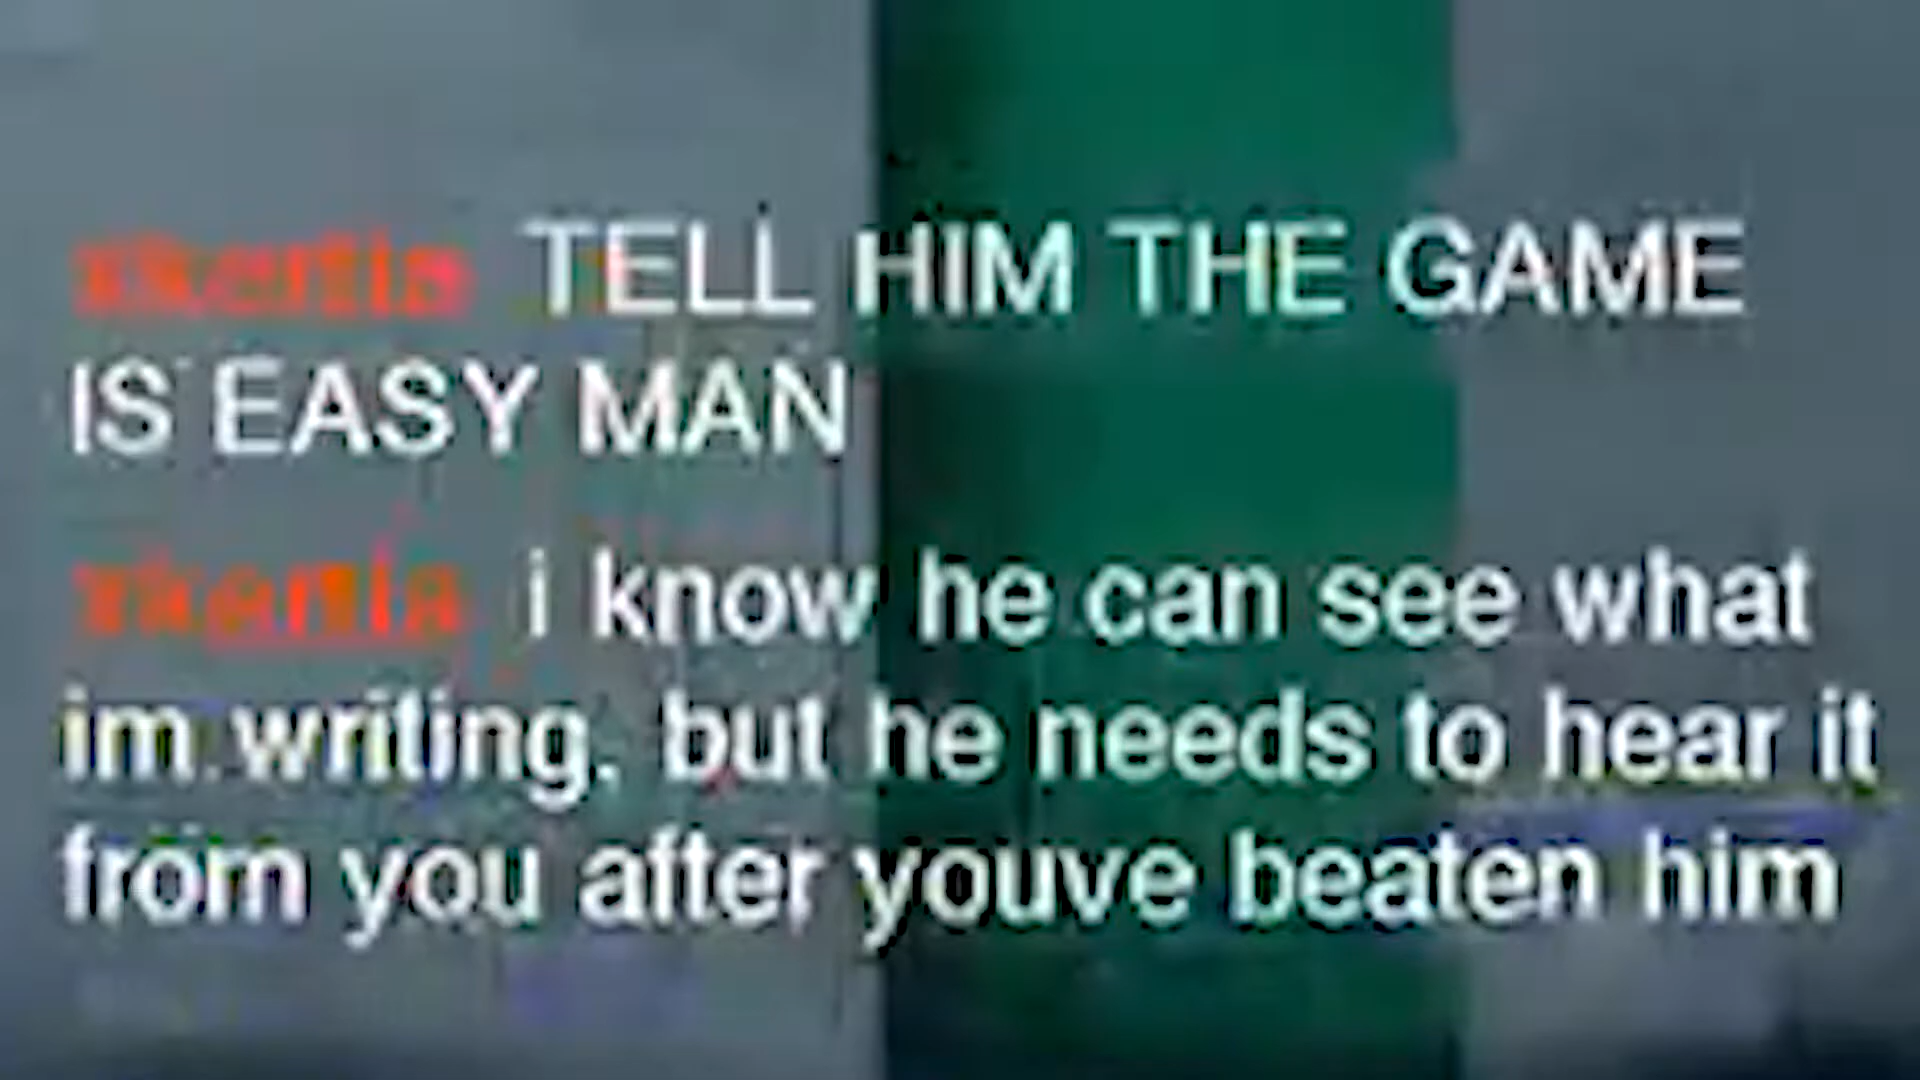 TELL HIM THE GAME
IS EASY MAN
i know he can see what
im writing. but he needs to hear it
from you after youve beaten him